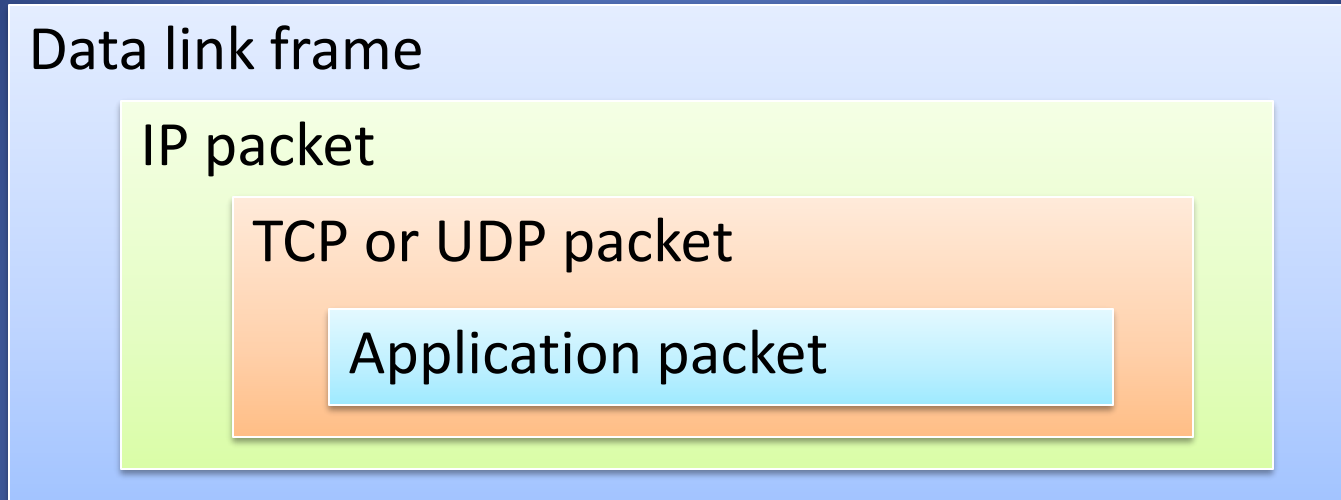 Data link frame
IP packet
TCP or UDP packet
Application packet